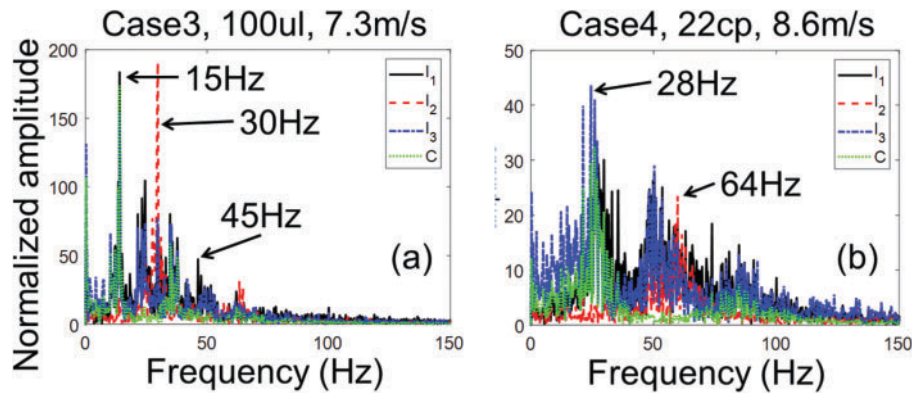 Case3, 100ul, 7.3m/s
Case4, 22cp, 8.6m/s
Normalized amplitude
200
150
100
50
0
15Hz
30Hz
45Hz
I1
I2
I3
C
(a)
0
50
100
150
Frequency (Hz)
50
40
30
20
10
0
28Hz
64Hz
I1
I2
I3
C
(b)
0
50
100
150
Frequency (Hz)